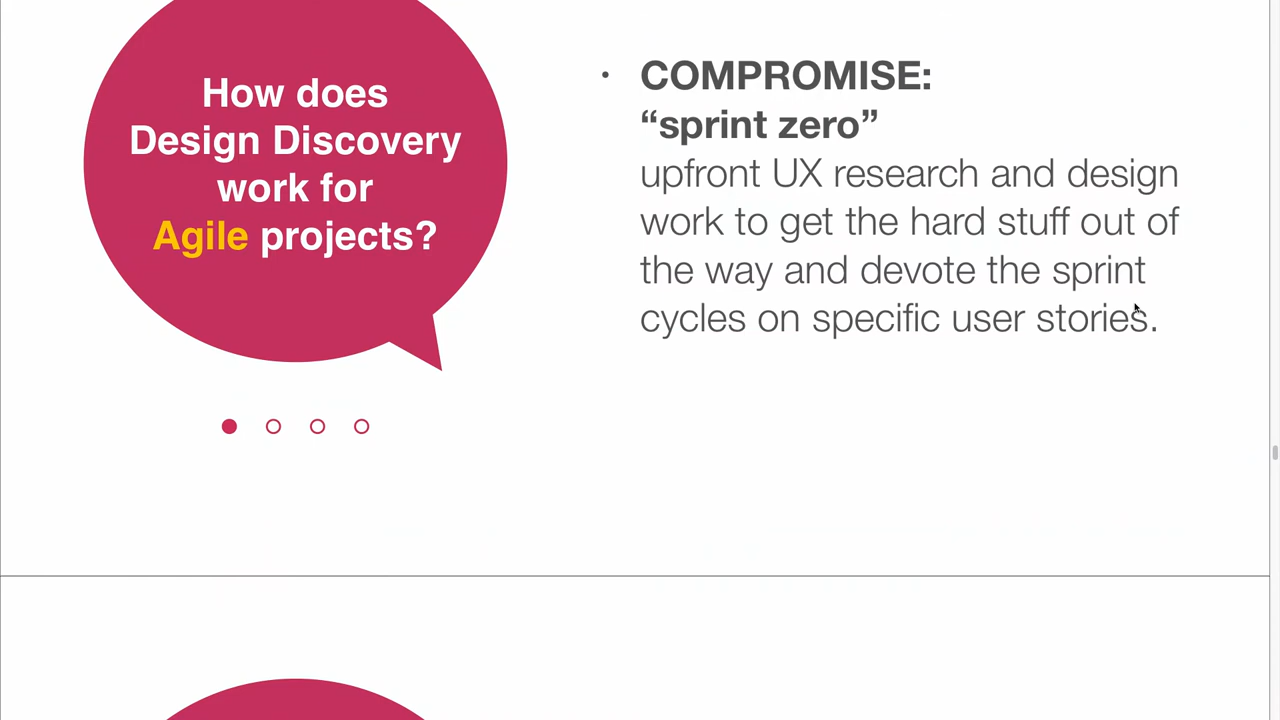 How does
Design Discovery
work for
Agile projects?
• COMPROMISE:
“sprint zero”
upfront UX research and design
work to get the hard stuff out of
the way and devote the sprint
cycles on specific user stories.